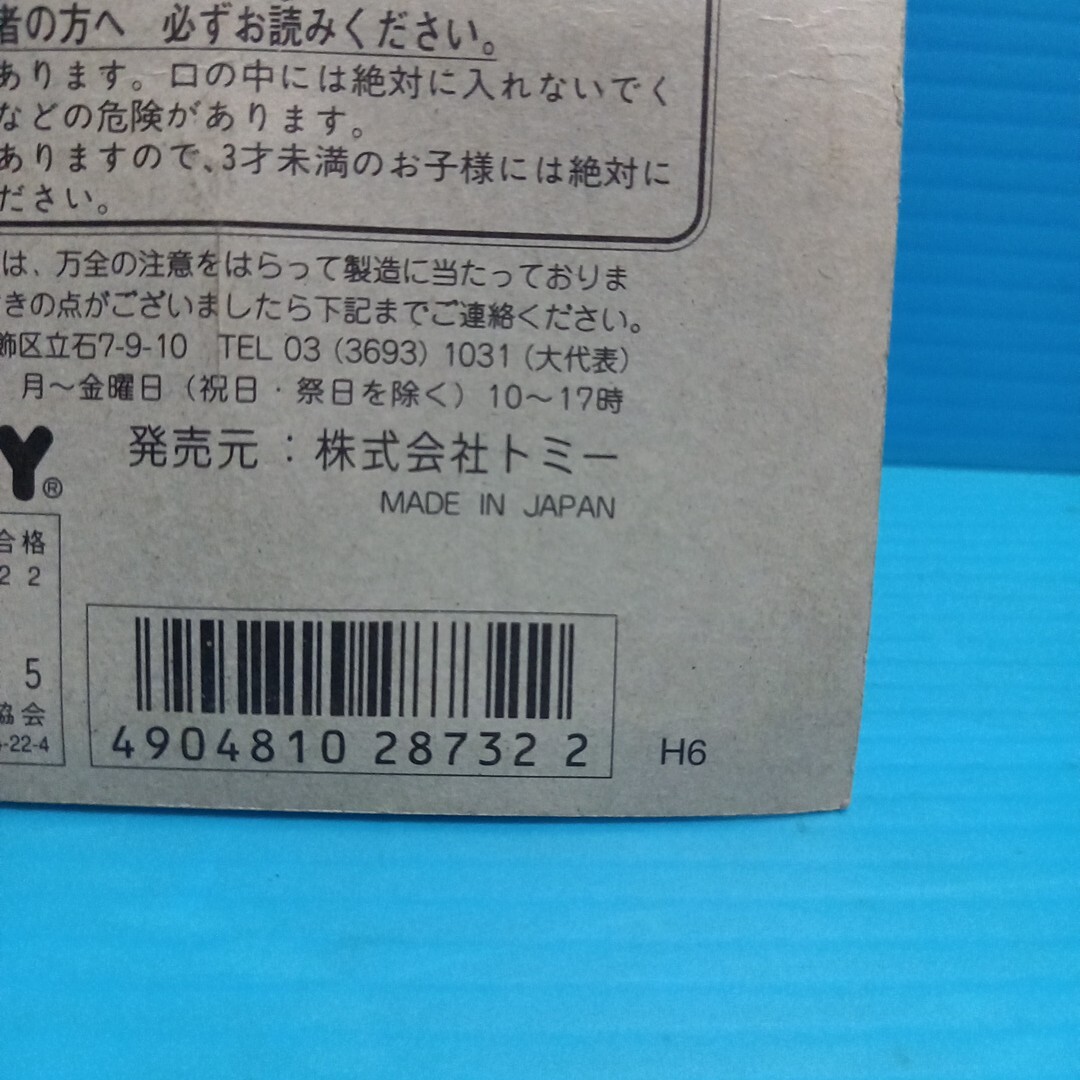 者の方へ 必ずお読みください。
あります。口の中には絶対に入れないでく
などの危険があります。
ありますので、3才未満のお子様には絶対に
ださい。
は、万全の注意をはらって製造に当たっておりま
きの点がございましたら下記までご連絡ください。
飾区立石7-9-10 TEL 03 (3693) 1031 (大代表)
月〜金曜日 (祝日・祭日を除く) 10〜17時
Y® 発売元:株式会社トミー
MADE IN JAPAN
合格
22
5
協会
-22-4
4904810 28732 2
H6